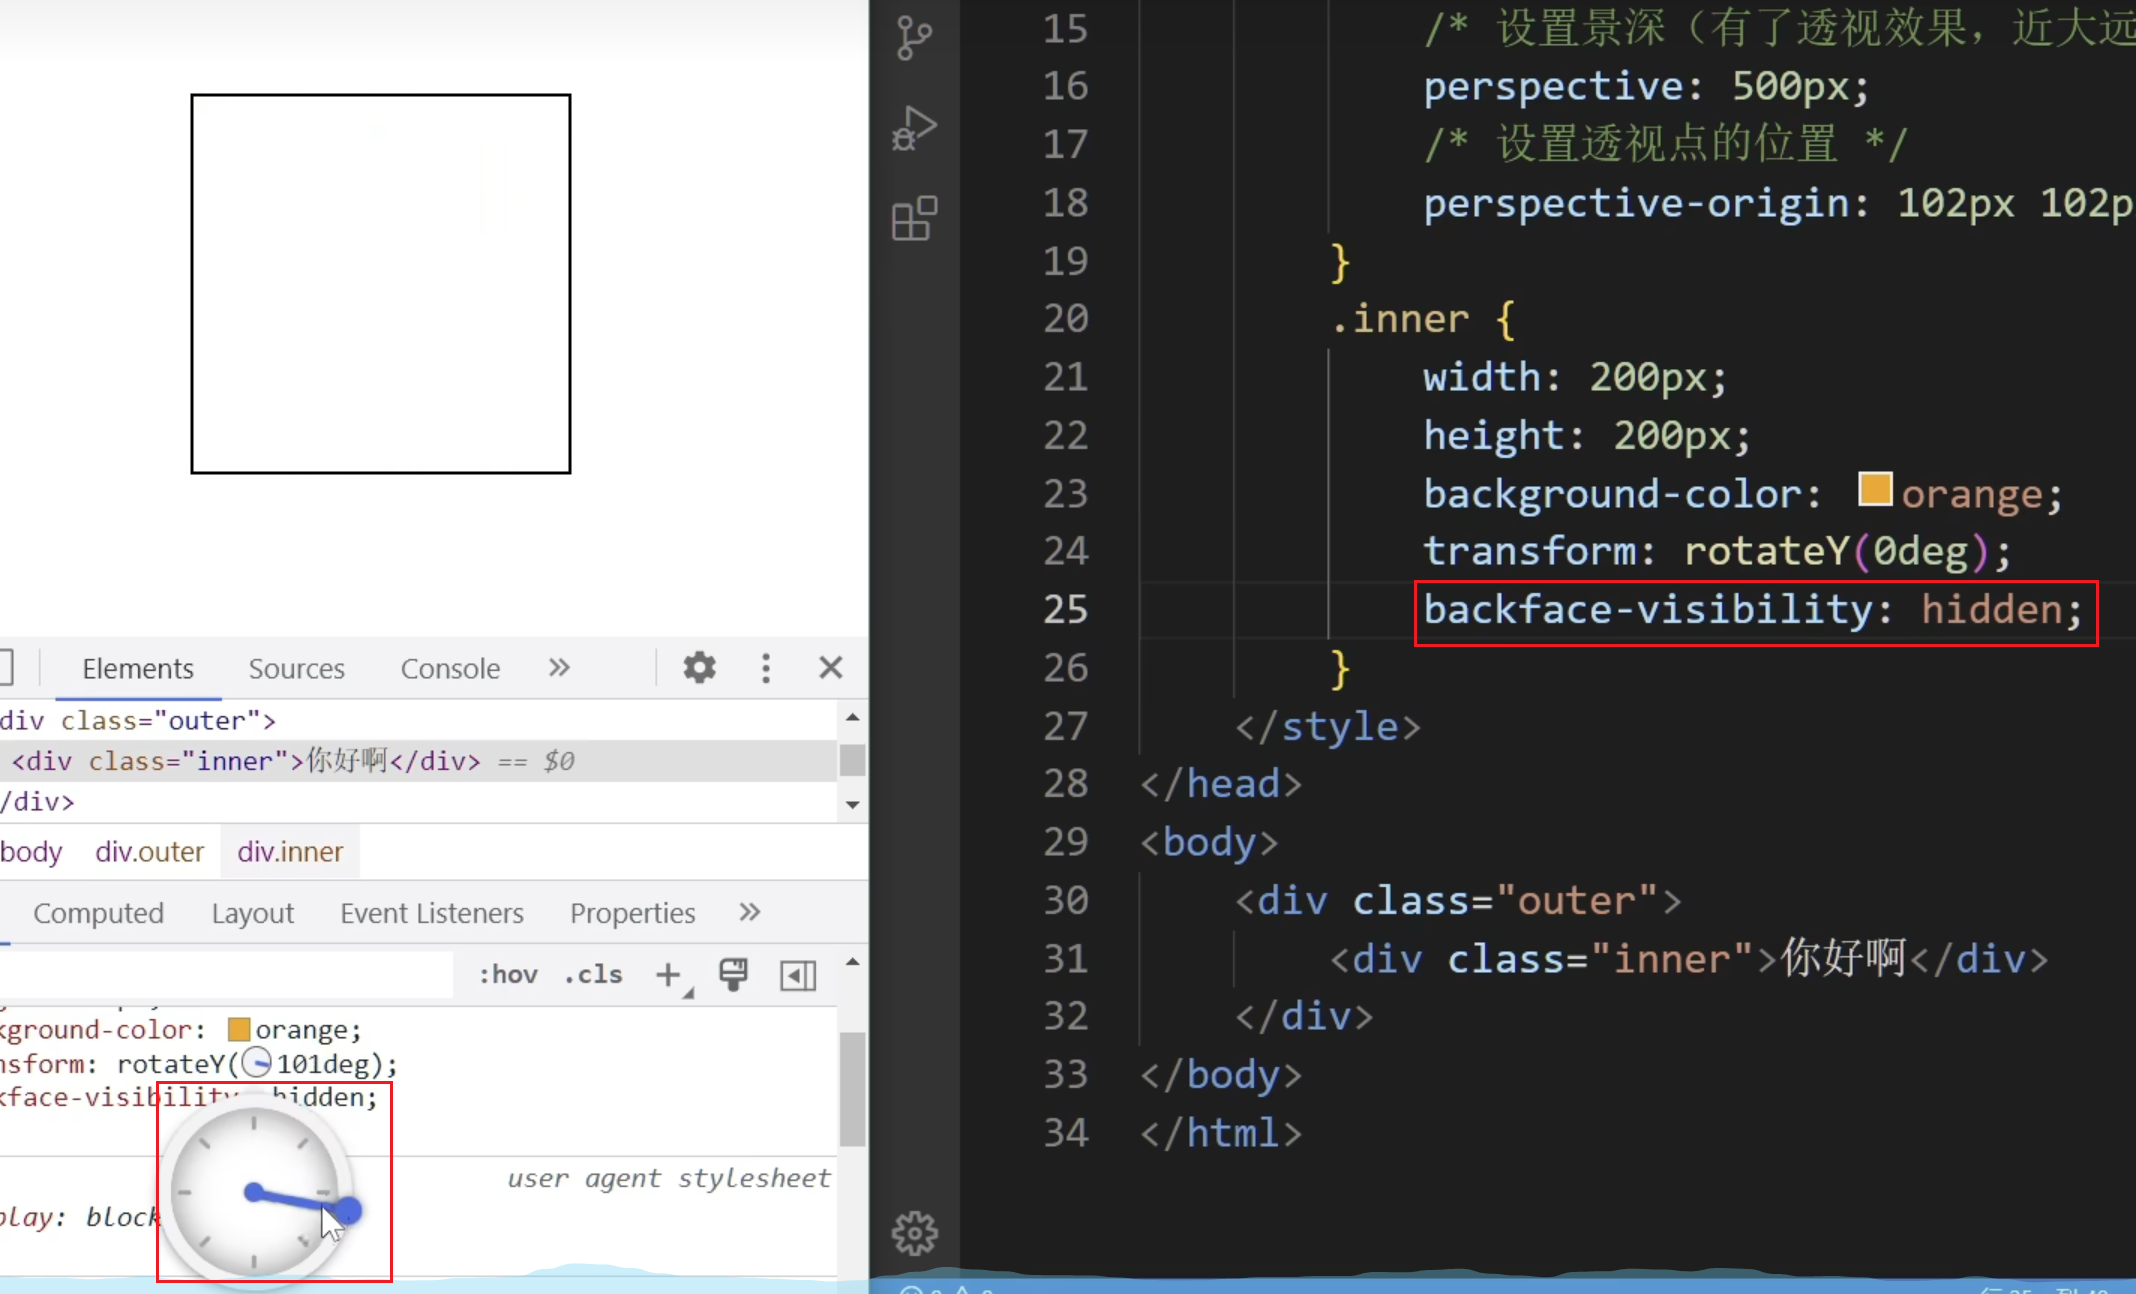 Elements Sources Console »
div class="outer">
<div class="inner">你好啊</div> == $0
/div>
body div.outer div.inner
Computed Layout Event Listeners Properties »
:hov .cls +
kground-color: orange;
nsform: rotateY(101deg);
kface-visibility: hidden;
user agent stylesheet
play: block
15 /* 设置景深（有了透视效果，近大远
16 perspective: 500px;
17 /* 设置透视点的位置 */
18 perspective-origin: 102px 102p
19 }
20 .inner {
21 width: 200px;
22 height: 200px;
23 background-color: orange;
24 transform: rotateY(0deg);
25 backface-visibility: hidden;
26 }
27 </style>
28 </head>
29 <body>
30 <div class="outer">
31 <div class="inner">你好啊</div>
32 </div>
33 </body>
34 </html>